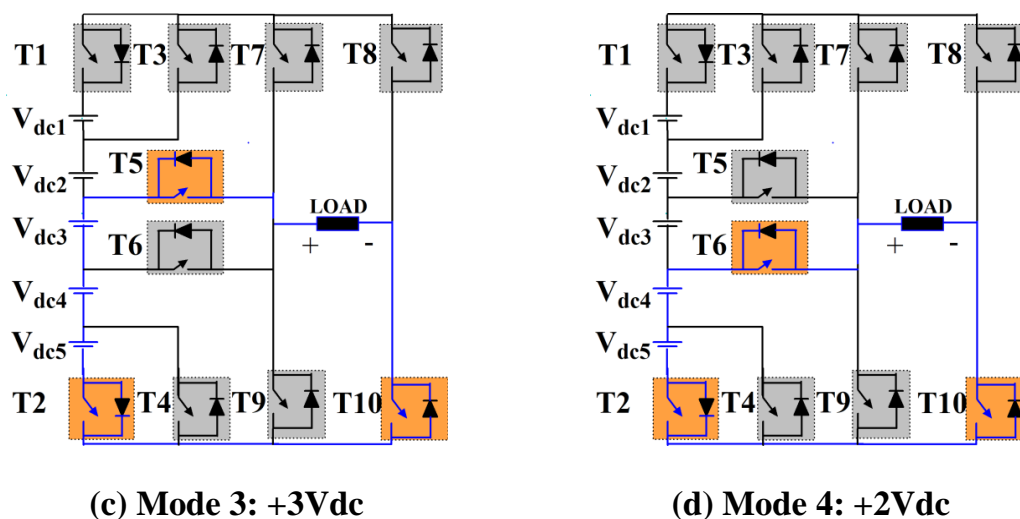 T1 T3 T7 T8
Vdc1
Vdc2
T5
Vdc3
LOAD
+ -
T6
Vdc4
Vdc5
T2 T4 T9 T10
(c) Mode 3: +3Vdc
T1 T3 T7 T8
Vdc1
Vdc2
T5
Vdc3
LOAD
+ -
T6
Vdc4
Vdc5
T2 T4 T9 T10
(d) Mode 4: +2Vdc